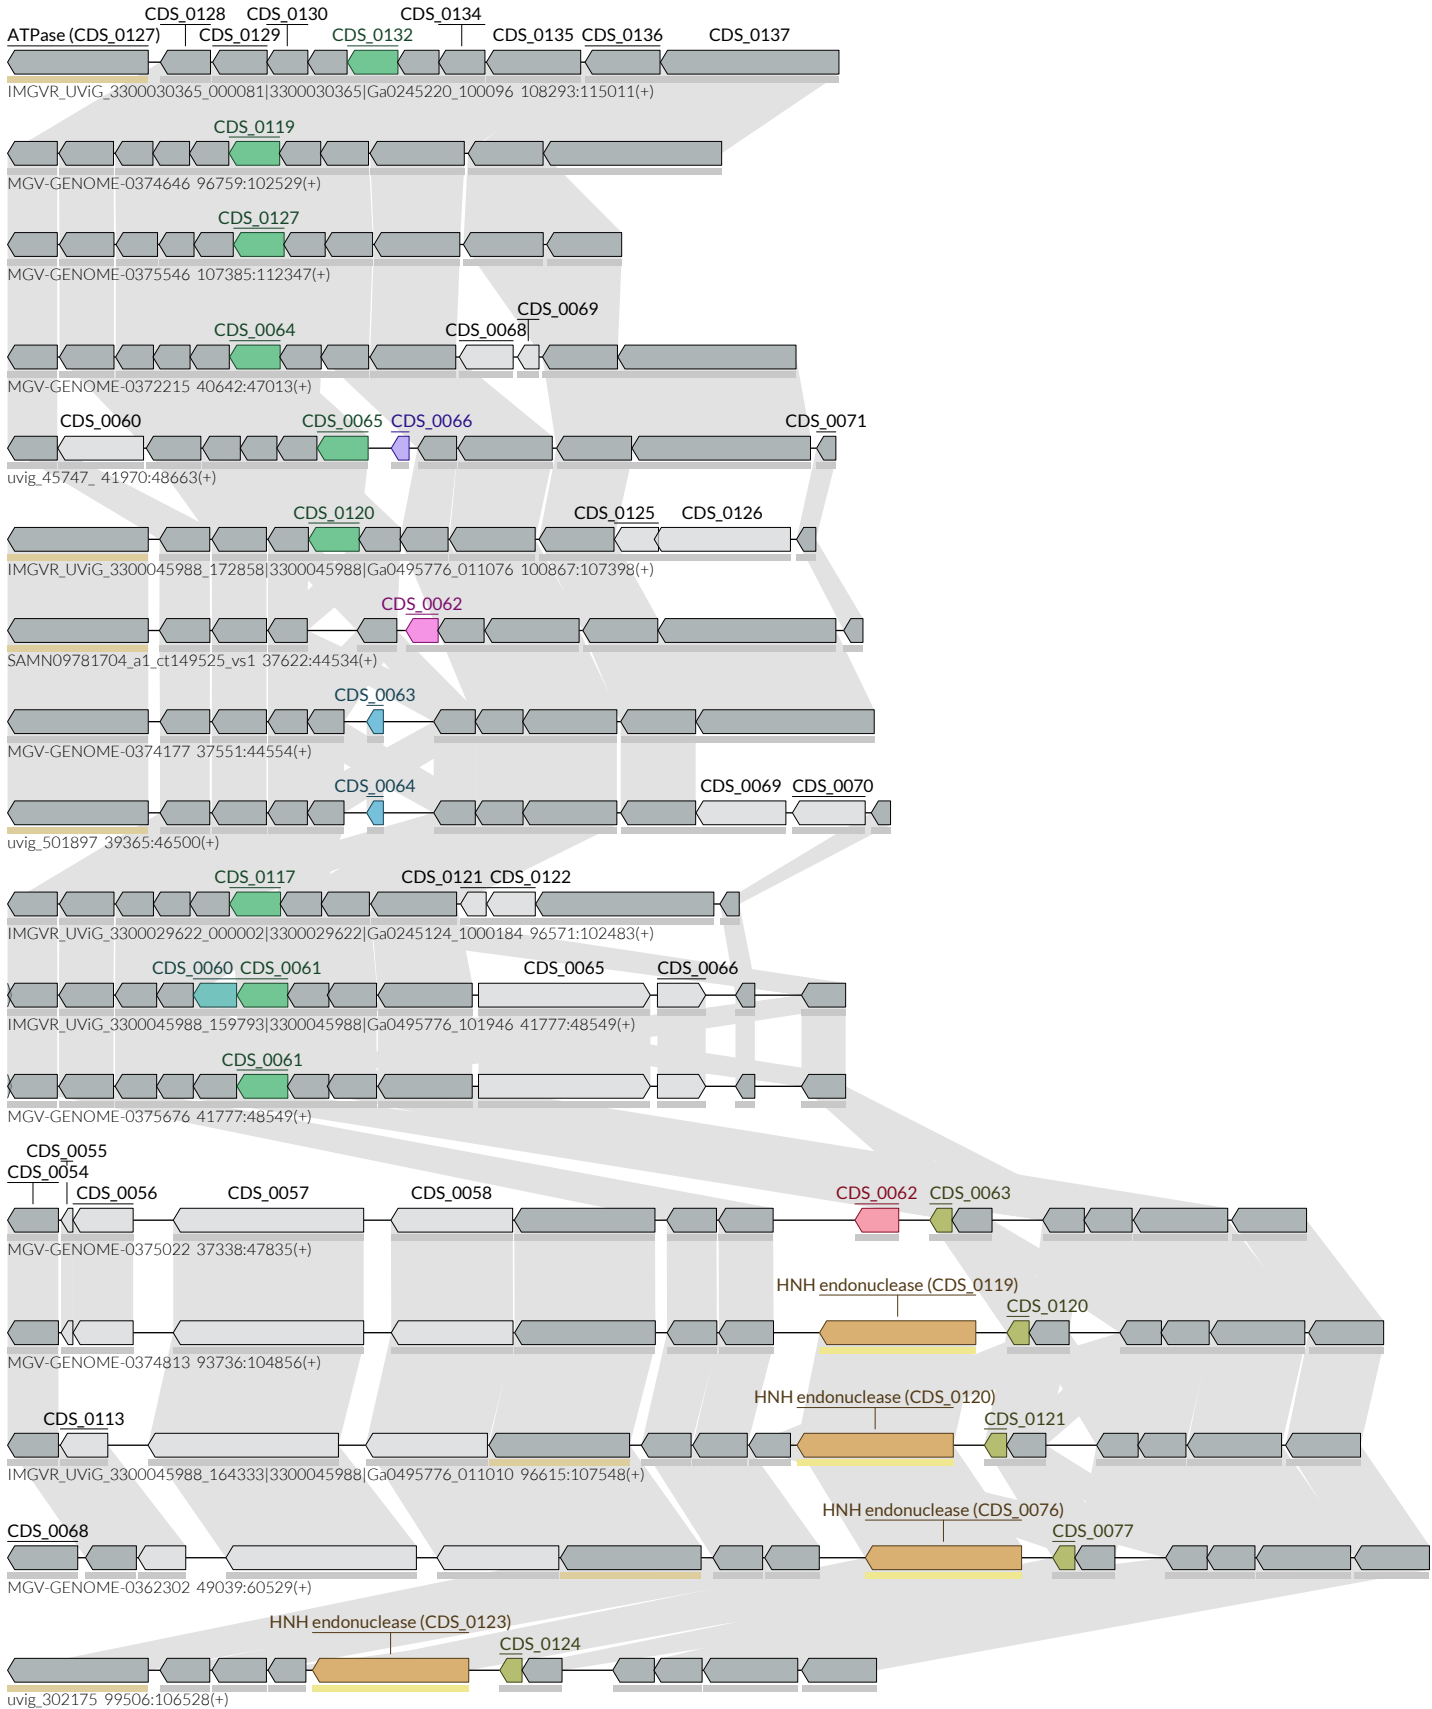 CDS_0128 CDS_0130 CDS_0134
ATPase (CDS_0127) CDS_0129 CDS_0132 CDS_0135 CDS_0136 CDS_0137
IMGVR_UViG_3300030365_000081|3300030365|Ga0245220_100096 108293:115011(+)
CDS_0119
MGV-GENOME-0374646 96759:102529(+)
CDS_0127
MGV-GENOME-0375546 107385:112347(+)
CDS_0069
CDS_0064 CDS_0068
MGV-GENOME-0372215 40642:47013(+)
CDS_0060 CDS_0065 CDS_0066 CDS_0071
uvig_45747_ 41970:48663(+)
CDS_0120 CDS_0125 CDS_0126
IMGVR_UViG_3300045988_172858|3300045988|Ga0495776_011076 100867:107398(+)
CDS_0062
SAMN09781704_a1_ct149525_vs1 37622:44534(+)
CDS_0063
MGV-GENOME-0374177 37551:44554(+)
CDS_0064 CDS_0069 CDS_0070
uvig_501897 39365:46500(+)
CDS_0117 CDS_0121 CDS_0122
IMGVR_UViG_3300029622_000002|3300029622|Ga0245124_1000184 96571:102483(+)
CDS_0060 CDS_0061 CDS_0065 CDS_0066
IMGVR_UViG_3300045988_159793|3300045988|Ga0495776_101946 41777:48549(+)
CDS_0061
MGV-GENOME-0375676 41777:48549(+)
CDS_0055
CDS_0054
CDS_0056 CDS_0057 CDS_0058 CDS_0062 CDS_0063
MGV-GENOME-0375022 37338:47835(+)
HNH endonuclease (CDS_0119)
CDS_0120
MGV-GENOME-0374813 93736:104856(+)
HNH endonuclease (CDS_0120)
CDS_0113 CDS_0121
IMGVR_UViG_3300045988_164333|3300045988|Ga0495776_011010 96615:107548(+)
HNH endonuclease (CDS_0076)
CDS_0068 CDS_0077
MGV-GENOME-0362302 49039:60529(+)
HNH endonuclease (CDS_0123)
CDS_0124
uvig_302175 99506:106528(+)